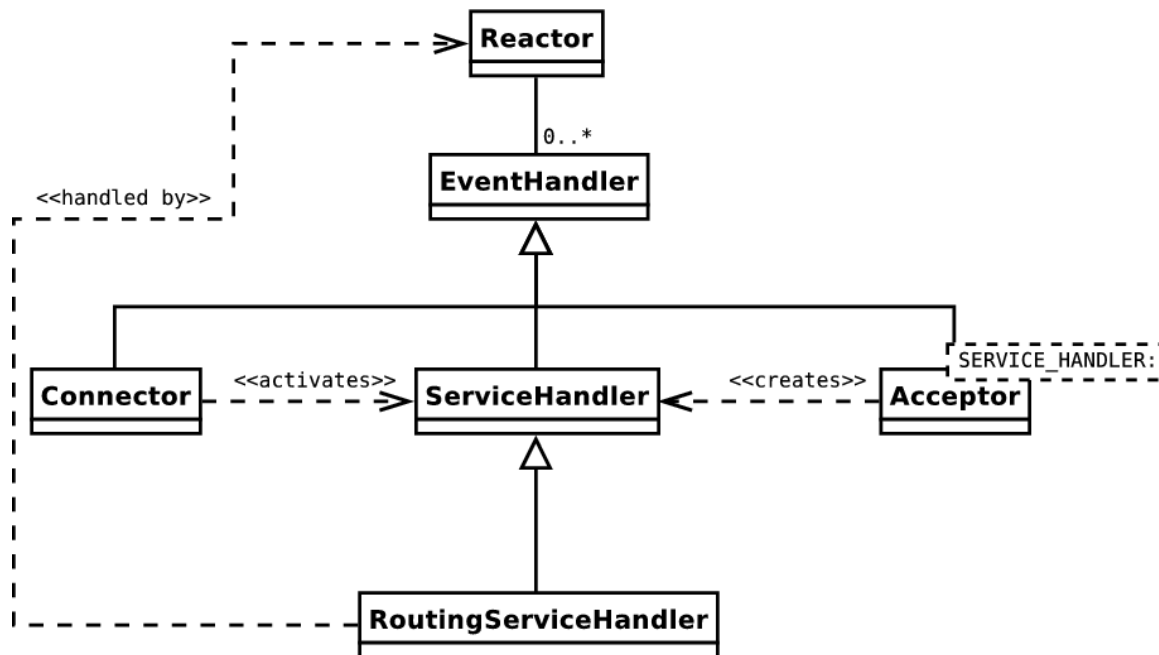 Reactor
0..*
EventHandler
<<handled by>>
SERVICE_HANDLER:
<<activates>>
<<creates>>
Connector
ServiceHandler
Acceptor
RoutingServiceHandler